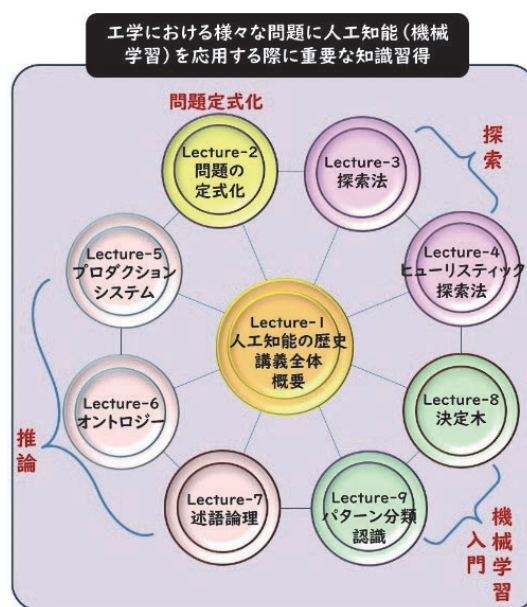 工学における様々な問題に人工知能（機械
学習）を応用する際に重要な知識習得
問題定式化
Lecture-2
問題の
定式化
Lecture-3
探索法
探索
Lecture-4
ヒューリスティック
探索法
Lecture-5
プロダクション
システム
Lecture-1
人工知能の歴史
講義全体
概要
Lecture-6
オントロジー
Lecture-8
決定木
推論
Lecture-7
述語論理
Lecture-9
パターン分類
認識
機械学習
入門